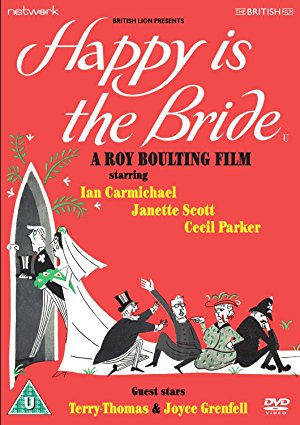 network
THE BRITISH FILM
BRITISH LION PRESENTS
Happy is
the Bride
U
A ROY BOULTING FILM
starring
Ian Carmichael
Janette Scott
Cecil Parker
Guest stars
Terry-Thomas & Joyce Grenfell
U
DVD
VIDEO